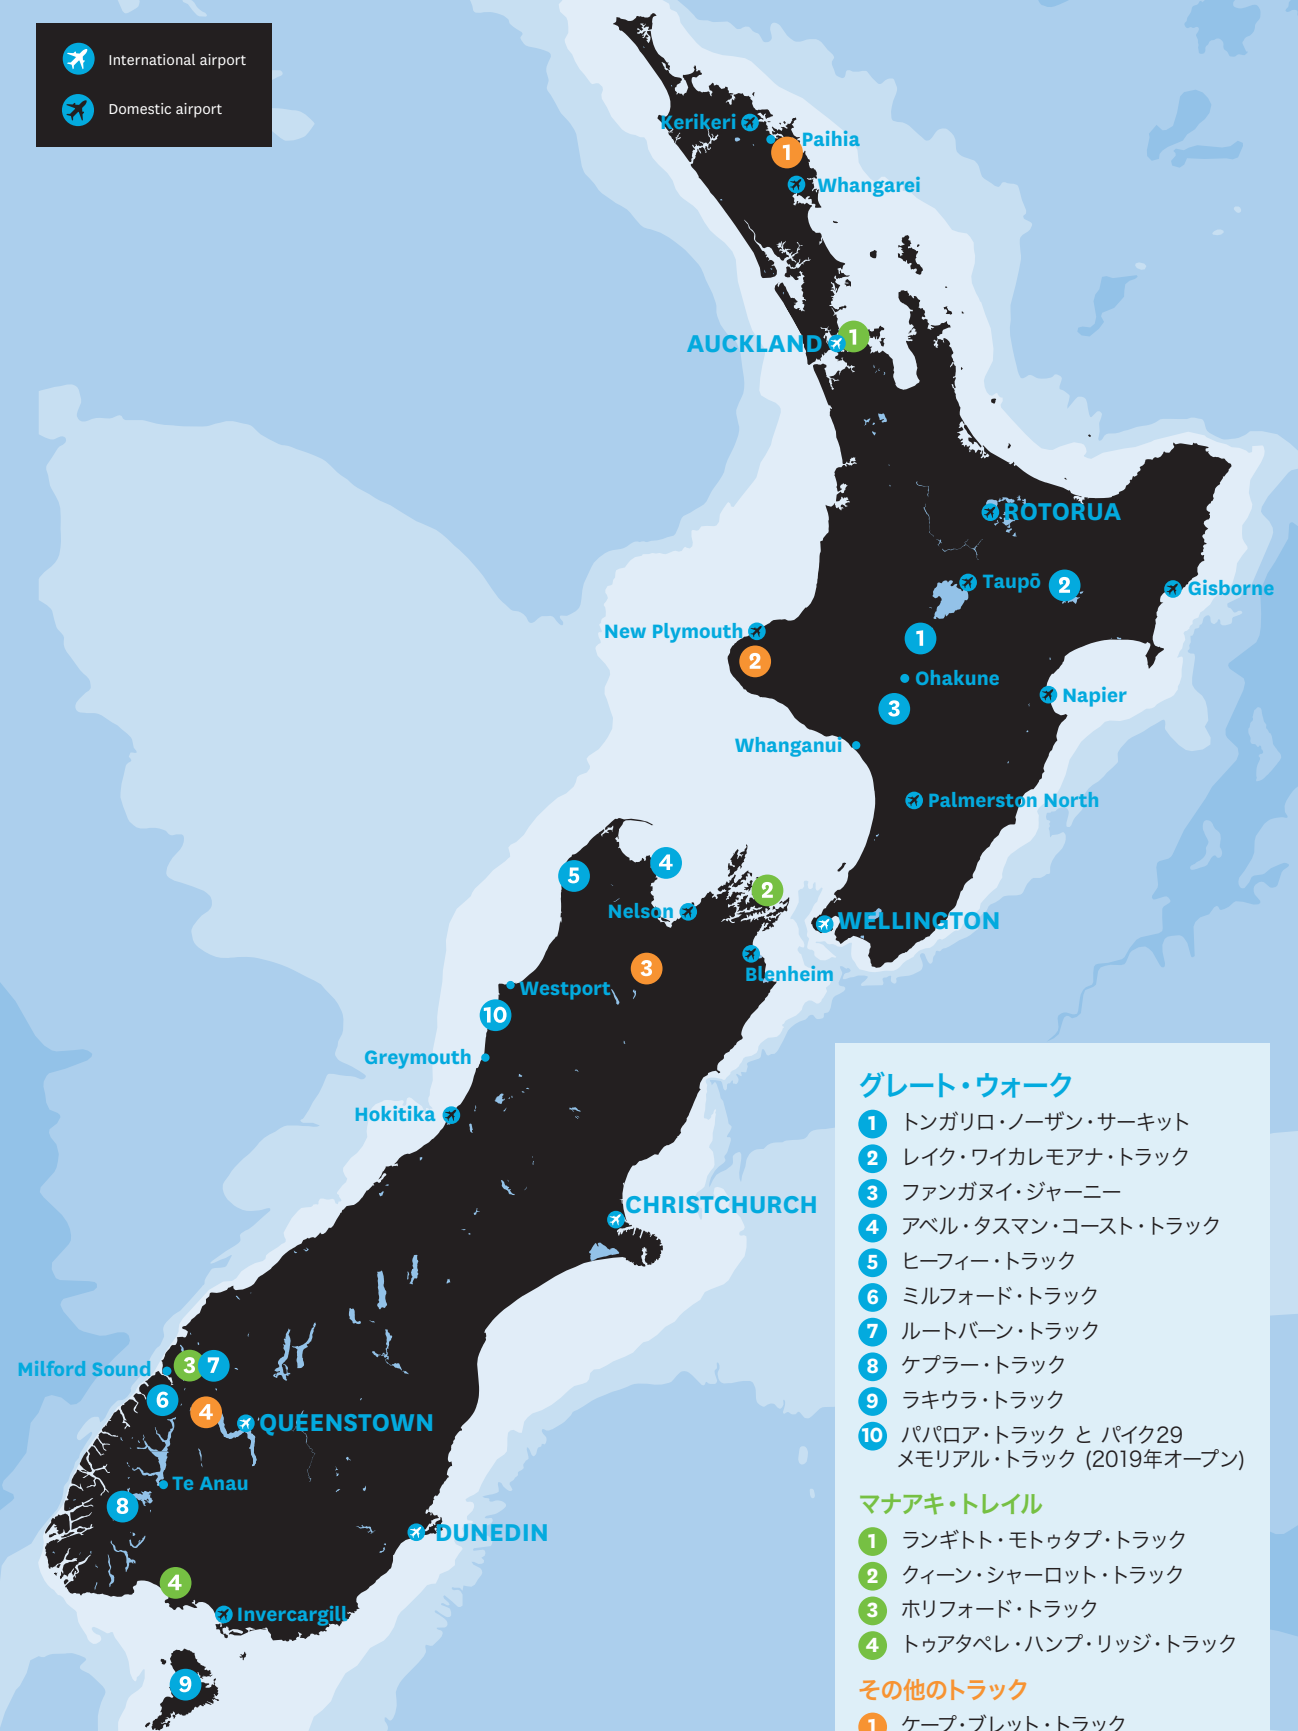 International airport
Domestic airport
Kerikeri
1
Paihia
Whangarei
AUCKLAND
1
ROTORUA
Taupō
2
Gisborne
New Plymouth
1
2
Ohakune
Napier
3
Whanganui
Palmerston North
4
5
2
Nelson
WELLINGTON
3
Blenheim
Westport
10
Greymouth
Hokitika
CHRISTCHURCH
Milford Sound
3
7
6
4
QUEENSTOWN
Te Anau
8
DUNEDIN
4
Invercargill
9
グレート・ウォーク
1 トンガリロ・ノーザン・サーキット
2 レイク・ワイカレモアナ・トラック
3 ファンガヌイ・ジャーニー
4 アベル・タスマン・コースト・トラック
5 ヒーフィー・トラック
6 ミルフォード・トラック
7 ルートバーン・トラック
8 ケプラー・トラック
9 ラキウラ・トラック
10 パパロア・トラック と パイク29
メモリアル・トラック (2019年オープン)
マナアキ・トレイル
1 ランギトト・モトゥタプ・トラック
2 クィーン・シャーロット・トラック
3 ホリフォード・トラック
4 トゥアタペレ・ハンプ・リッジ・トラック
その他のトラック
1 ケープ・ブレット・トラック